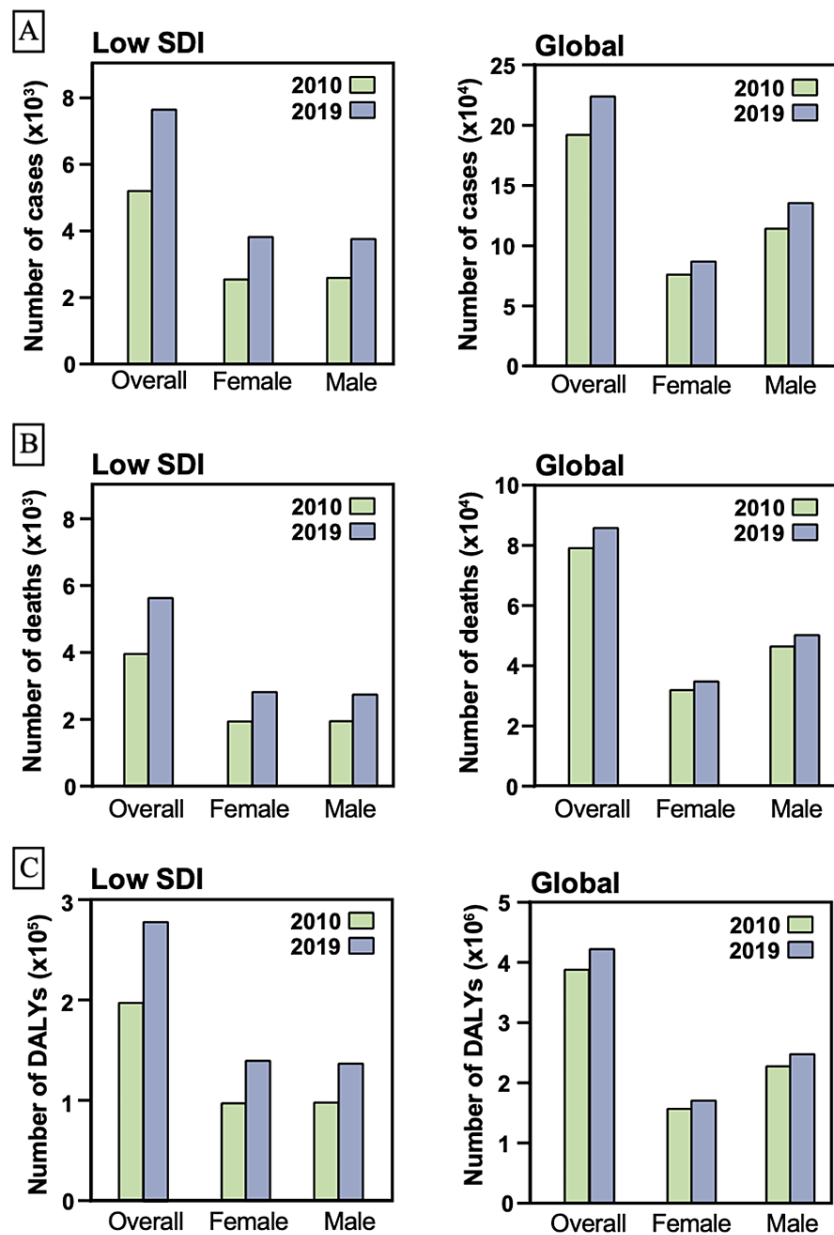 A
Low SDI
Number of cases (x10³)
8
6
4
2
0
2010
2019
Overall Female Male
Global
Number of cases (x10⁴)
25
20
15
10
5
0
2010
2019
Overall Female Male
B
Low SDI
Number of deaths (x10³)
8
6
4
2
0
2010
2019
Overall Female Male
Global
Number of deaths (x10⁴)
10
8
6
4
2
0
2010
2019
Overall Female Male
C
Low SDI
Number of DALYs (x10⁵)
3
2
1
0
2010
2019
Overall Female Male
Global
Number of DALYs (x10⁶)
5
4
3
2
1
0
2010
2019
Overall Female Male